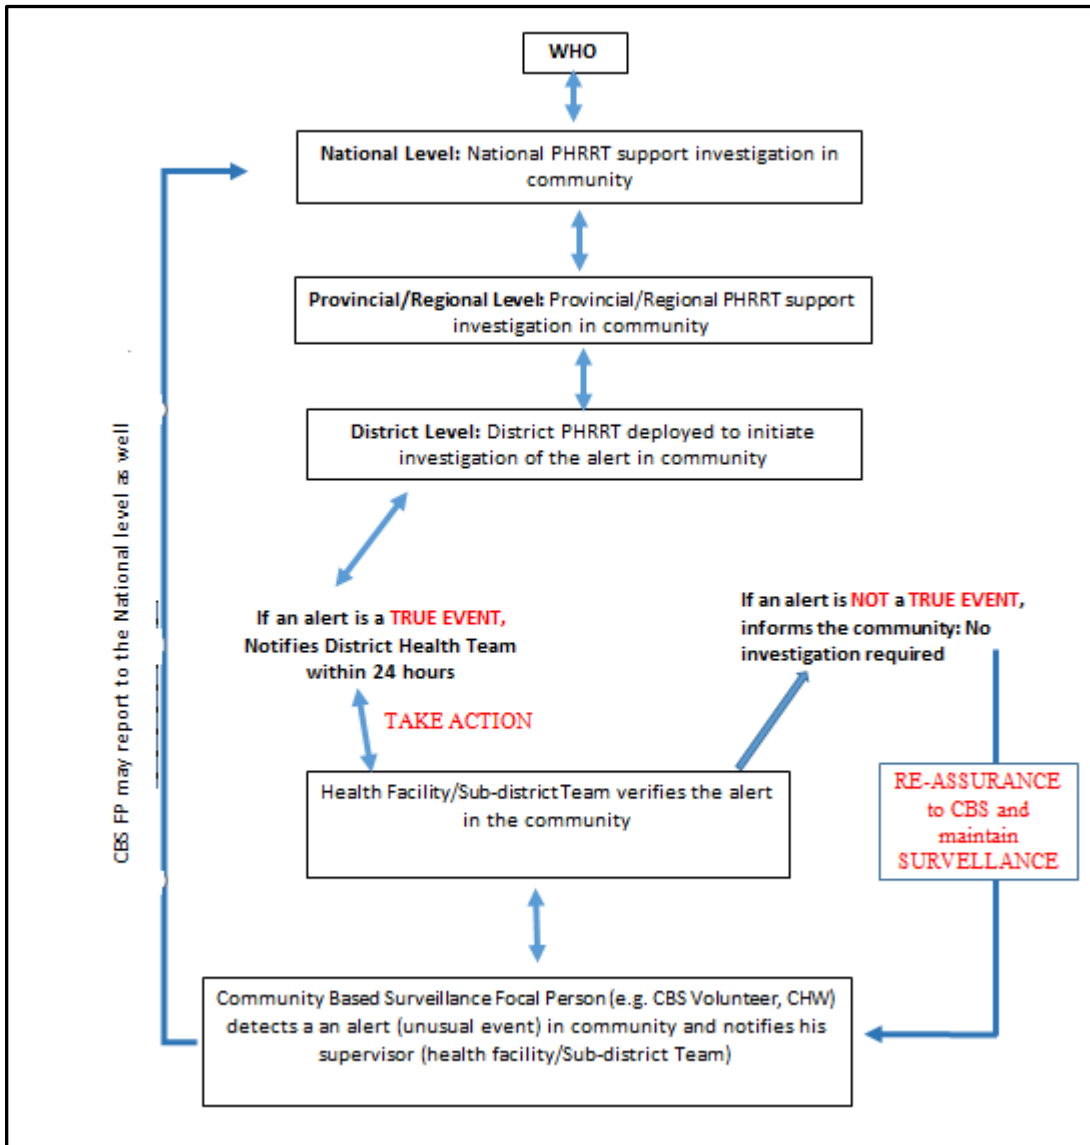 WHO
National Level: National PHRRT support investigation in
community
Provincial/Regional Level: Provincial/Regional PHRRT support
investigation in community
District Level: District PHRRT deployed to initiate
investigation of the alert in community
CBS FP may report to the National level as well
If an alert is a TRUE EVENT,
Notifies District Health Team
within 24 hours
If an alert is NOT a TRUE EVENT,
informs the community: No
investigation required
TAKE ACTION
Health Facility/Sub-district Team verifies the alert
in the community
RE-ASSURANCE
to CBS and
maintain
SURVELLANCE
Community Based Surveillance Focal Person (e.g. CBS Volunteer, CHW)
detects a an alert (unusual event) in community and notifies his
supervisor (health facility/Sub-district Team)